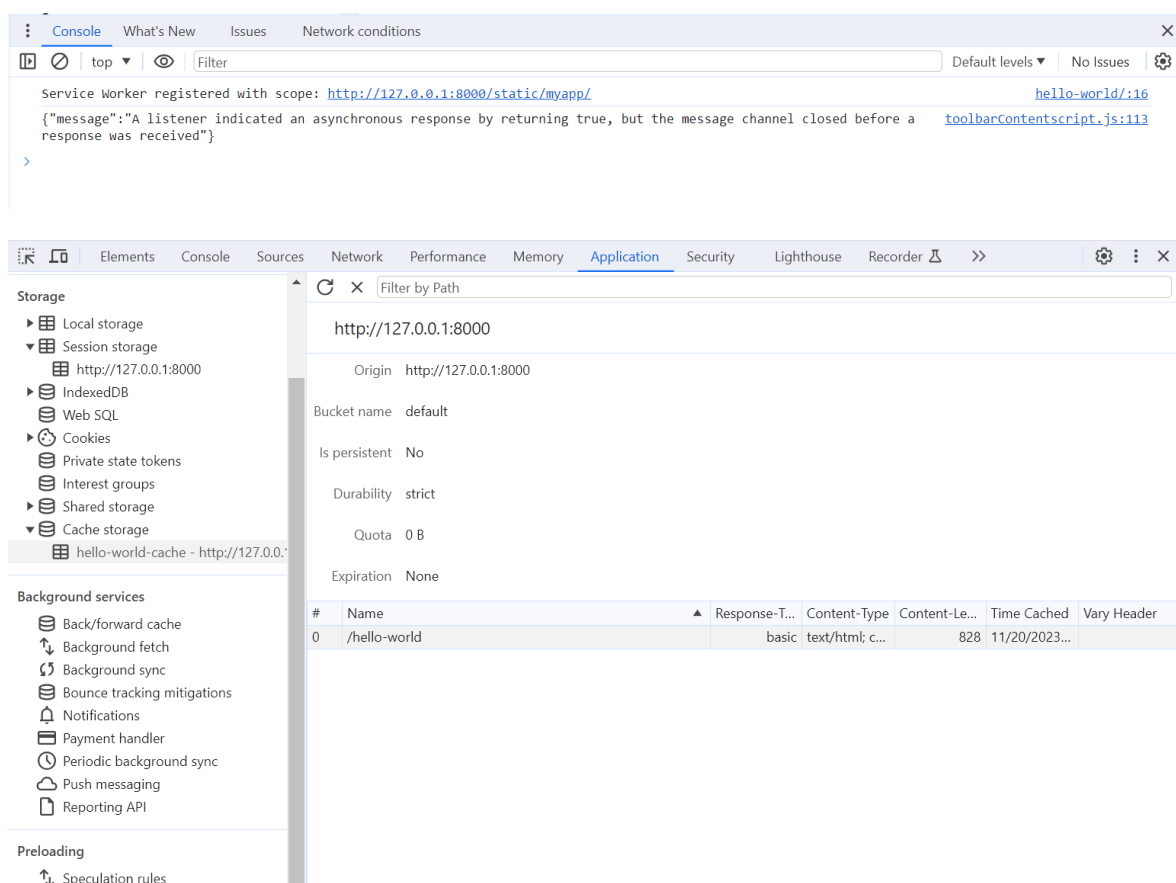 Console What's New Issues Network conditions
top ▼ Filter Default levels ▼ No Issues
Service Worker registered with scope: http://127.0.0.1:8000/static/myapp/ hello-world/:16
{"message":"A listener indicated an asynchronous response by returning true, but the message channel closed before a toolbarContentscript.js:113
response was received"}
Elements Console Sources Network Performance Memory Application Security Lighthouse Recorder
Filter by Path
Storage
http://127.0.0.1:8000
Local storage
Session storage
http://127.0.0.1:8000
Origin http://127.0.0.1:8000
IndexedDB
Bucket name default
Web SQL
Cookies
Is persistent No
Private state tokens
Interest groups
Durability strict
Shared storage
Cache storage
Quota 0 B
hello-world-cache - http://127.0.0.1
Expiration None
Background services
# Name Response-T... Content-Type Content-Le... Time Cached Vary Header
Back/forward cache
0 /hello-world basic text/html; c... 828 11/20/2023...
Background fetch
Background sync
Bounce tracking mitigations
Notifications
Payment handler
Periodic background sync
Push messaging
Reporting API
Preloading
Speculation rules